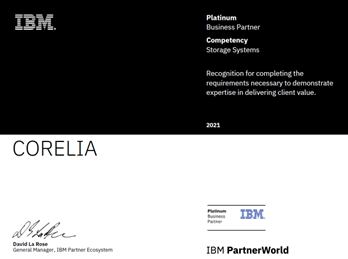 IBM.
Platinum
Business Partner
Competency
Storage Systems
Recognition for completing the
requirements necessary to demonstrate
expertise in delivering client value.
2021
CORELIA
David La Rose
General Manager, IBM Partner Ecosystem
Platinum
Business
Partner
IBM
IBM PartnerWorld